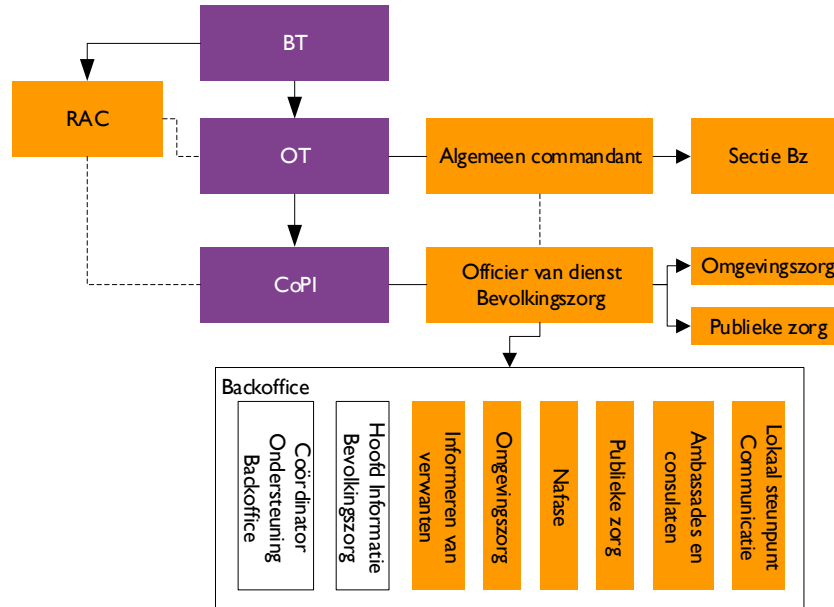 BT
RAC
OT
Algemeen commandant
Sectie Bz
CoPI
Officier van dienst
Bevolkingszorg
Omgevingszorg
Publieke zorg
Backoffice
Coördinator
Ondersteuning
Backoffice
Hoofd Informatie
Bevolkingszorg
Informeren van
verwanten
Omgevingszorg
Nafase
Publieke zorg
Ambassades en
consulaten
Lokaal steunpunt
Communicatie